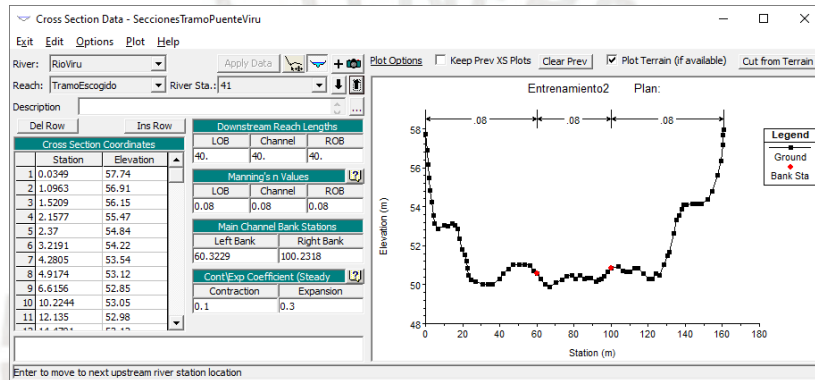 Cross Section Data - SeccionesTramoPuenteViru
Exit Edit Options Plot Help
River: RioViru Apply Data Plot Options Keep Prev XS Plots Clear Prev Plot Terrain (if available) Cut from Terrain
Reach: TramoEscogido River Sta.: 41
Description ...
Del Row Ins Row
Cross Section Coordinates
Station Elevation
1 0.0349 57.74
2 1.0963 56.91
3 1.5209 56.15
4 2.1577 55.47
5 2.37 54.84
6 3.2191 54.22
7 4.2805 53.54
8 4.9174 53.12
9 6.6156 52.85
10 10.2244 53.05
11 12.135 52.98
Downstream Reach Lengths
LOB Channel ROB
40. 40. 40.
Manning's n Values
LOB Channel ROB
0.08 0.08 0.08
Main Channel Bank Stations
Left Bank Right Bank
60.3229 100.2318
Cont\Exp Coefficient (Steady
Contraction Expansion
0.1 0.3
Entrenamiento2 Plan:
.08 .08 .08
58
56
54
52
50
48
Elevation (m)
0 20 40 60 80 100 120 140 160 180
Station (m)
Legend
Ground
Bank Sta
Enter to move to next upstream river station location